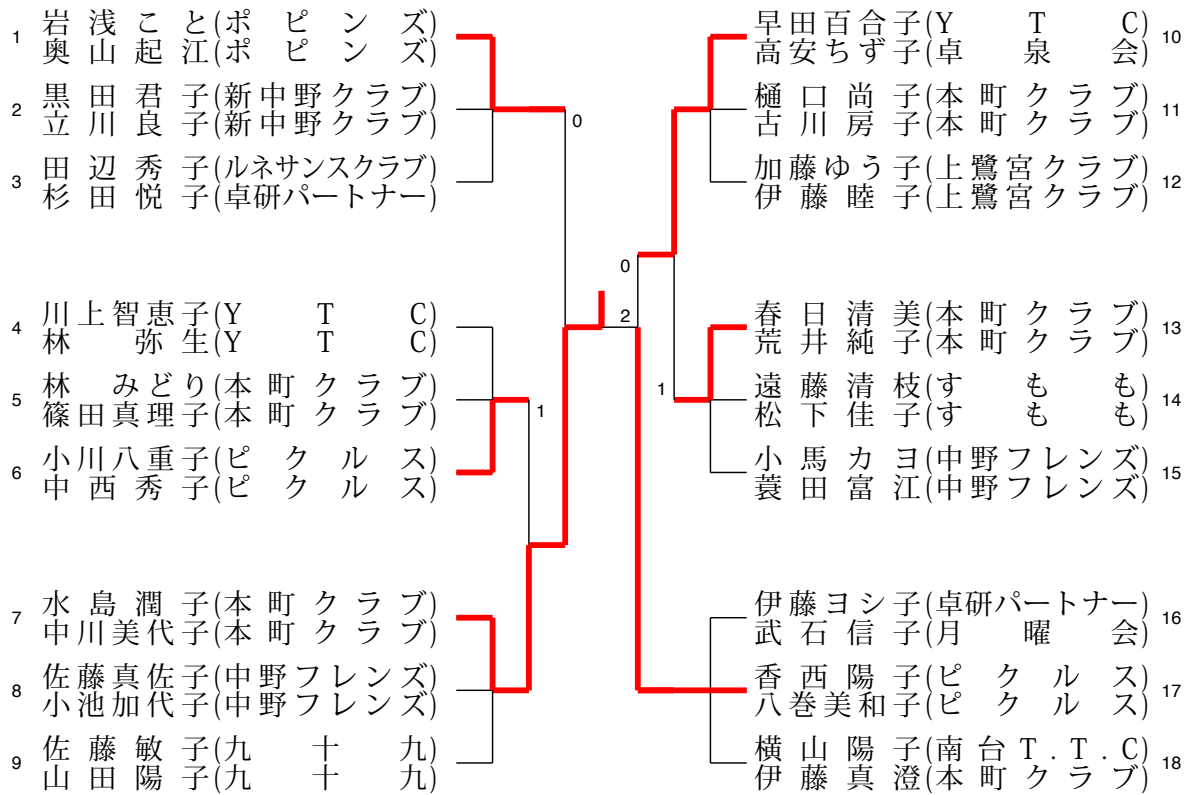 1 岩浅こと(ポピンズ)
奥山起江(ポピンズ)
2 黒田君子(新中野クラブ)
立川良子(新中野クラブ)
3 田辺秀子(ルネサンスクラブ)
杉田悦子(卓研パートナー)
0
4 川上智恵子(YTC)
林弥生(YTC)
5 林みどり(本町クラブ)
篠田真理子(本町クラブ)
6 小川八重子(ピクルス)
中西秀子(ピクルス)
1
7 水島潤子(本町クラブ)
中川美代子(本町クラブ)
8 佐藤真佐子(中野フレンズ)
小池加代子(中野フレンズ)
9 佐藤敏子(九十九)
山田陽子(九十九)
0
2
早田百合子(YTC) 10
高安ちず子(卓泉会)
樋口尚子(本町クラブ) 11
古川房子(本町クラブ)
加藤ゆう子(上鷺宮クラブ) 12
伊藤睦子(上鷺宮クラブ)
春日清美(本町クラブ) 13
荒井純子(本町クラブ)
1
遠藤清枝(すもも) 14
松下佳子(すもも)
小馬カヨ(中野フレンズ) 15
蓑田富江(中野フレンズ)
伊藤ヨシ子(卓研パートナー) 16
武石信子(月曜会)
香西陽子(ピクルス) 17
八巻美和子(ピクルス)
横山陽子(南台T.T.C) 18
伊藤真澄(本町クラブ)